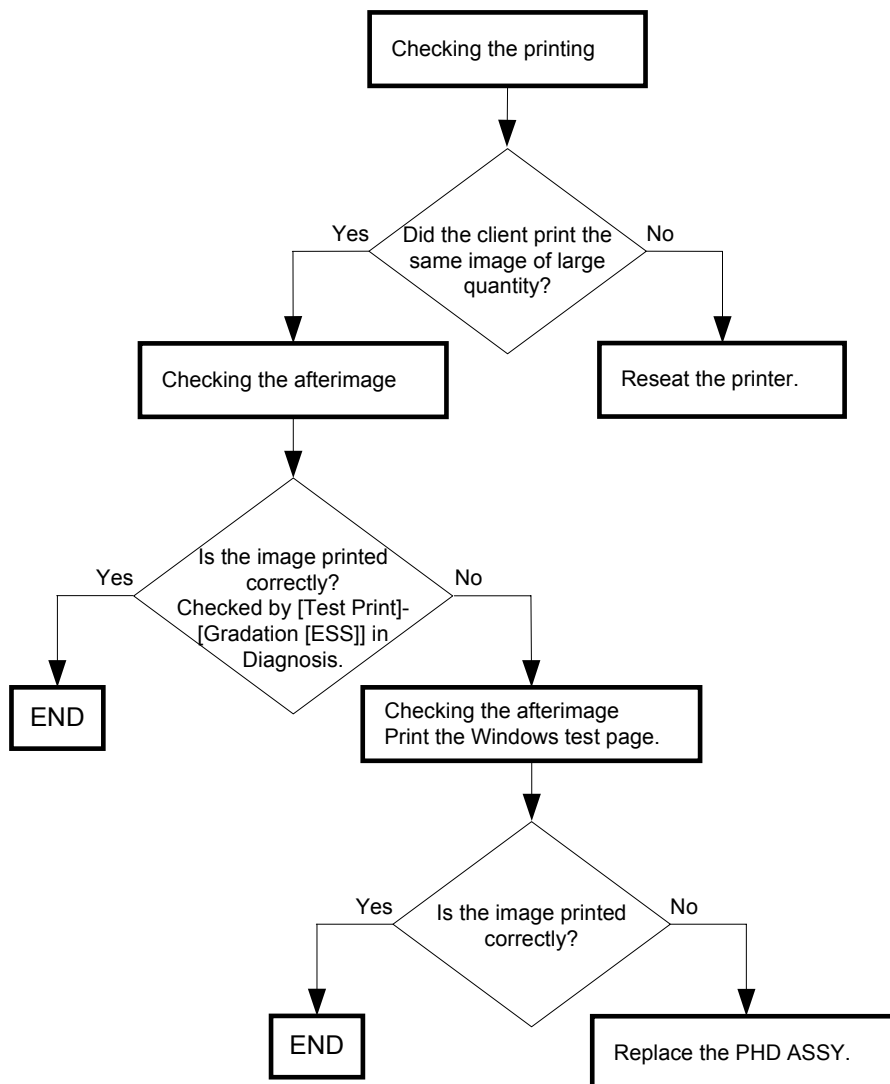 Checking the printing
Yes
Did the client print the
same image of large
quantity?
No
Checking the afterimage
Reseat the printer.
Yes
Is the image printed
correctly?
Checked by [Test Print]-
[Gradation [ESS]] in
Diagnosis.
No
END
Checking the afterimage
Print the Windows test page.
Yes
Is the image printed
correctly?
No
END
Replace the PHD ASSY.